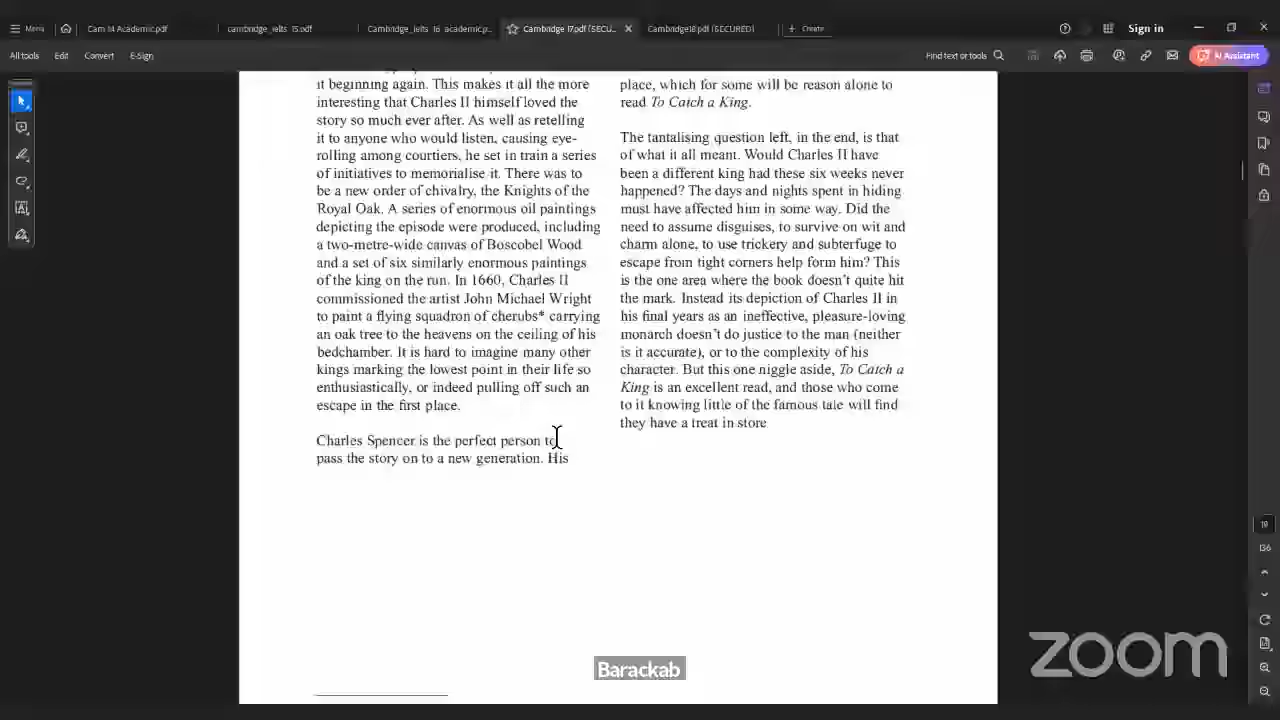 Menu
Cam 14 Academic.pdf
cambridge_ielts_15.pdf
Cambridge_ielts_16_academic.p...
Cambridge 17.pdf (SECU...
Cambridge18.pdf (SECURED)
Create
Sign in
All tools
Edit
Convert
E-Sign
Find text or tools
AI Assistant
it beginning again. This makes it all the more
interesting that Charles II himself loved the
story so much ever after. As well as retelling
it to anyone who would listen, causing eye-
rolling among courtiers, he set in train a series
of initiatives to memorialise it. There was to
be a new order of chivalry, the Knights of the
Royal Oak. A series of enormous oil paintings
depicting the episode were produced, including
a two-metre-wide canvas of Boscobel Wood
and a set of six similarly enormous paintings
of the king on the run. In 1660, Charles II
commissioned the artist John Michael Wright
to paint a flying squadron of cherubs* carrying
an oak tree to the heavens on the ceiling of his
bedchamber. It is hard to imagine many other
kings marking the lowest point in their life so
enthusiastically, or indeed pulling off such an
escape in the first place.
Charles Spencer is the perfect person to
pass the story on to a new generation. His
place, which for some will be reason alone to
read To Catch a King.
The tantalising question left, in the end, is that
of what it all meant. Would Charles II have
been a different king had these six weeks never
happened? The days and nights spent in hiding
must have affected him in some way. Did the
need to assume disguises, to survive on wit and
charm alone, to use trickery and subterfuge to
escape from tight corners help form him? This
is the one area where the book doesn't quite hit
the mark. Instead its depiction of Charles II in
his final years as an ineffective, pleasure-loving
monarch doesn't do justice to the man (neither
is it accurate), or to the complexity of his
character. But this one niggle aside, To Catch a
King is an excellent read, and those who come
to it knowing little of the famous tale will find
they have a treat in store
19
136
zoom
Barackab